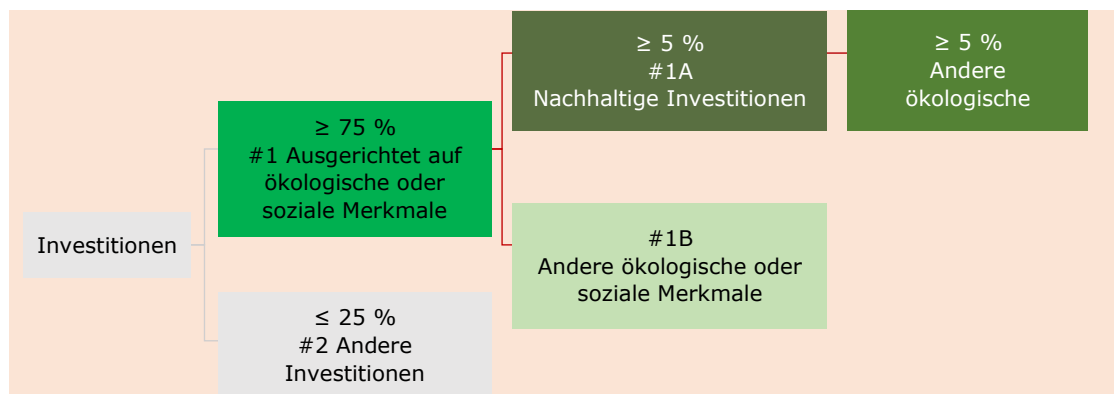 Investitionen
≥ 75 %
#1 Ausgerichtet auf
ökologische oder
soziale Merkmale
≤ 25 %
#2 Andere
Investitionen
≥ 5 %
#1A
Nachhaltige Investitionen
#1B
Andere ökologische oder
soziale Merkmale
≥ 5 %
Andere
ökologische